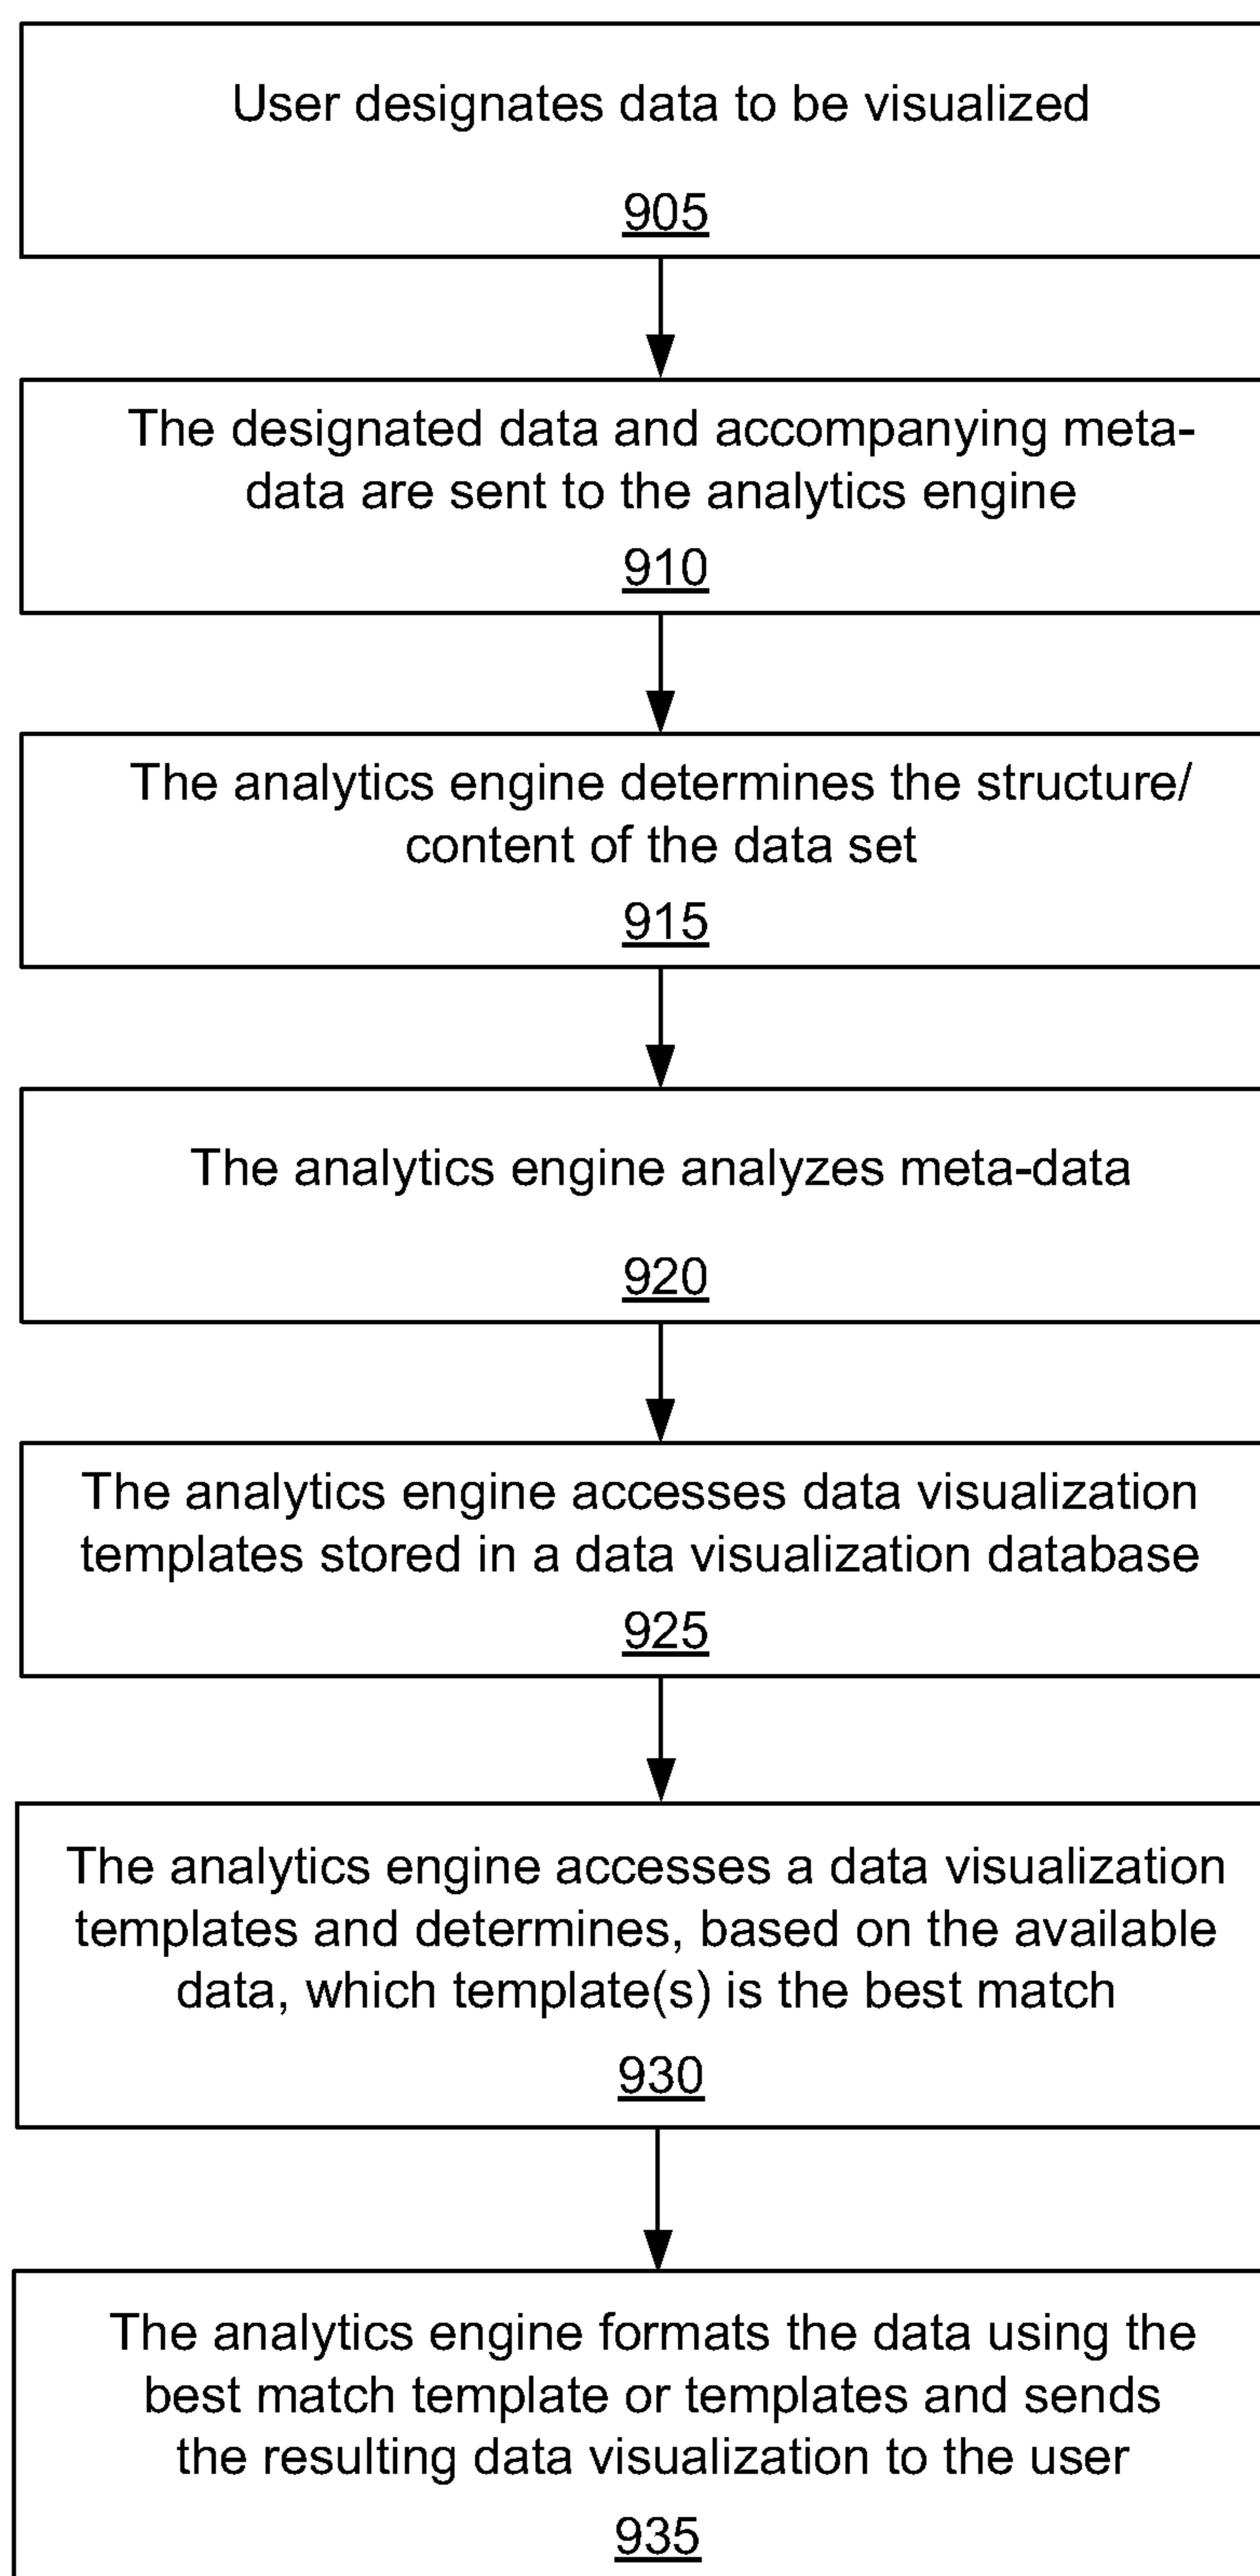 User designates data to be visualized
905
The designated data and accompanying meta-
data are sent to the analytics engine
910
The analytics engine determines the structure/
content of the data set
915
The analytics engine analyzes meta-data
920
The analytics engine accesses data visualization
templates stored in a data visualization database
925
The analytics engine accesses a data visualization
templates and determines, based on the available
data, which template(s) is the best match
930
The analytics engine formats the data using the
best match template or templates and sends
the resulting data visualization to the user
935